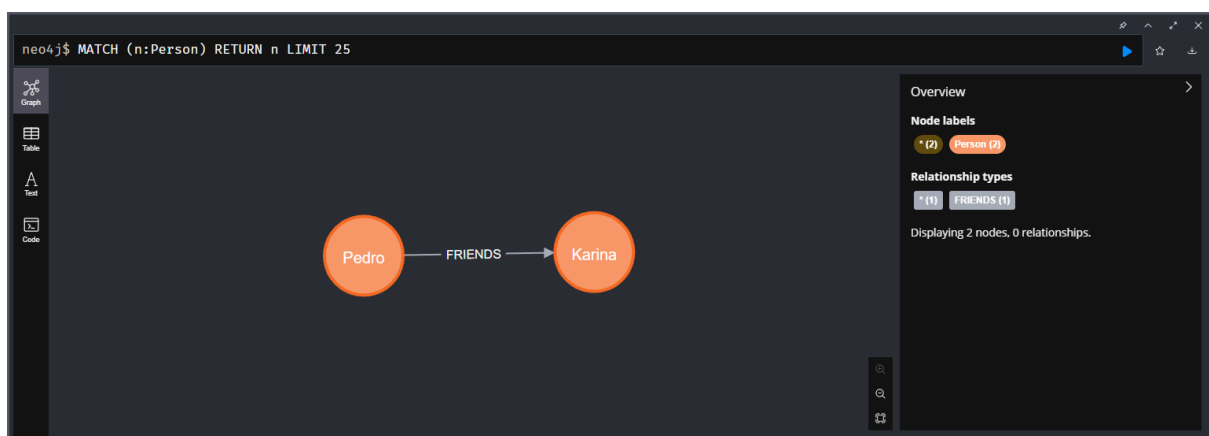 neo4j$ MATCH (n:Person) RETURN n LIMIT 25
Graph
Table
A
Text
Code
Pedro
FRIENDS
Karina
Overview
Node labels
* (2) Person (2)
Relationship types
* (1) FRIENDS (1)
Displaying 2 nodes, 0 relationships.